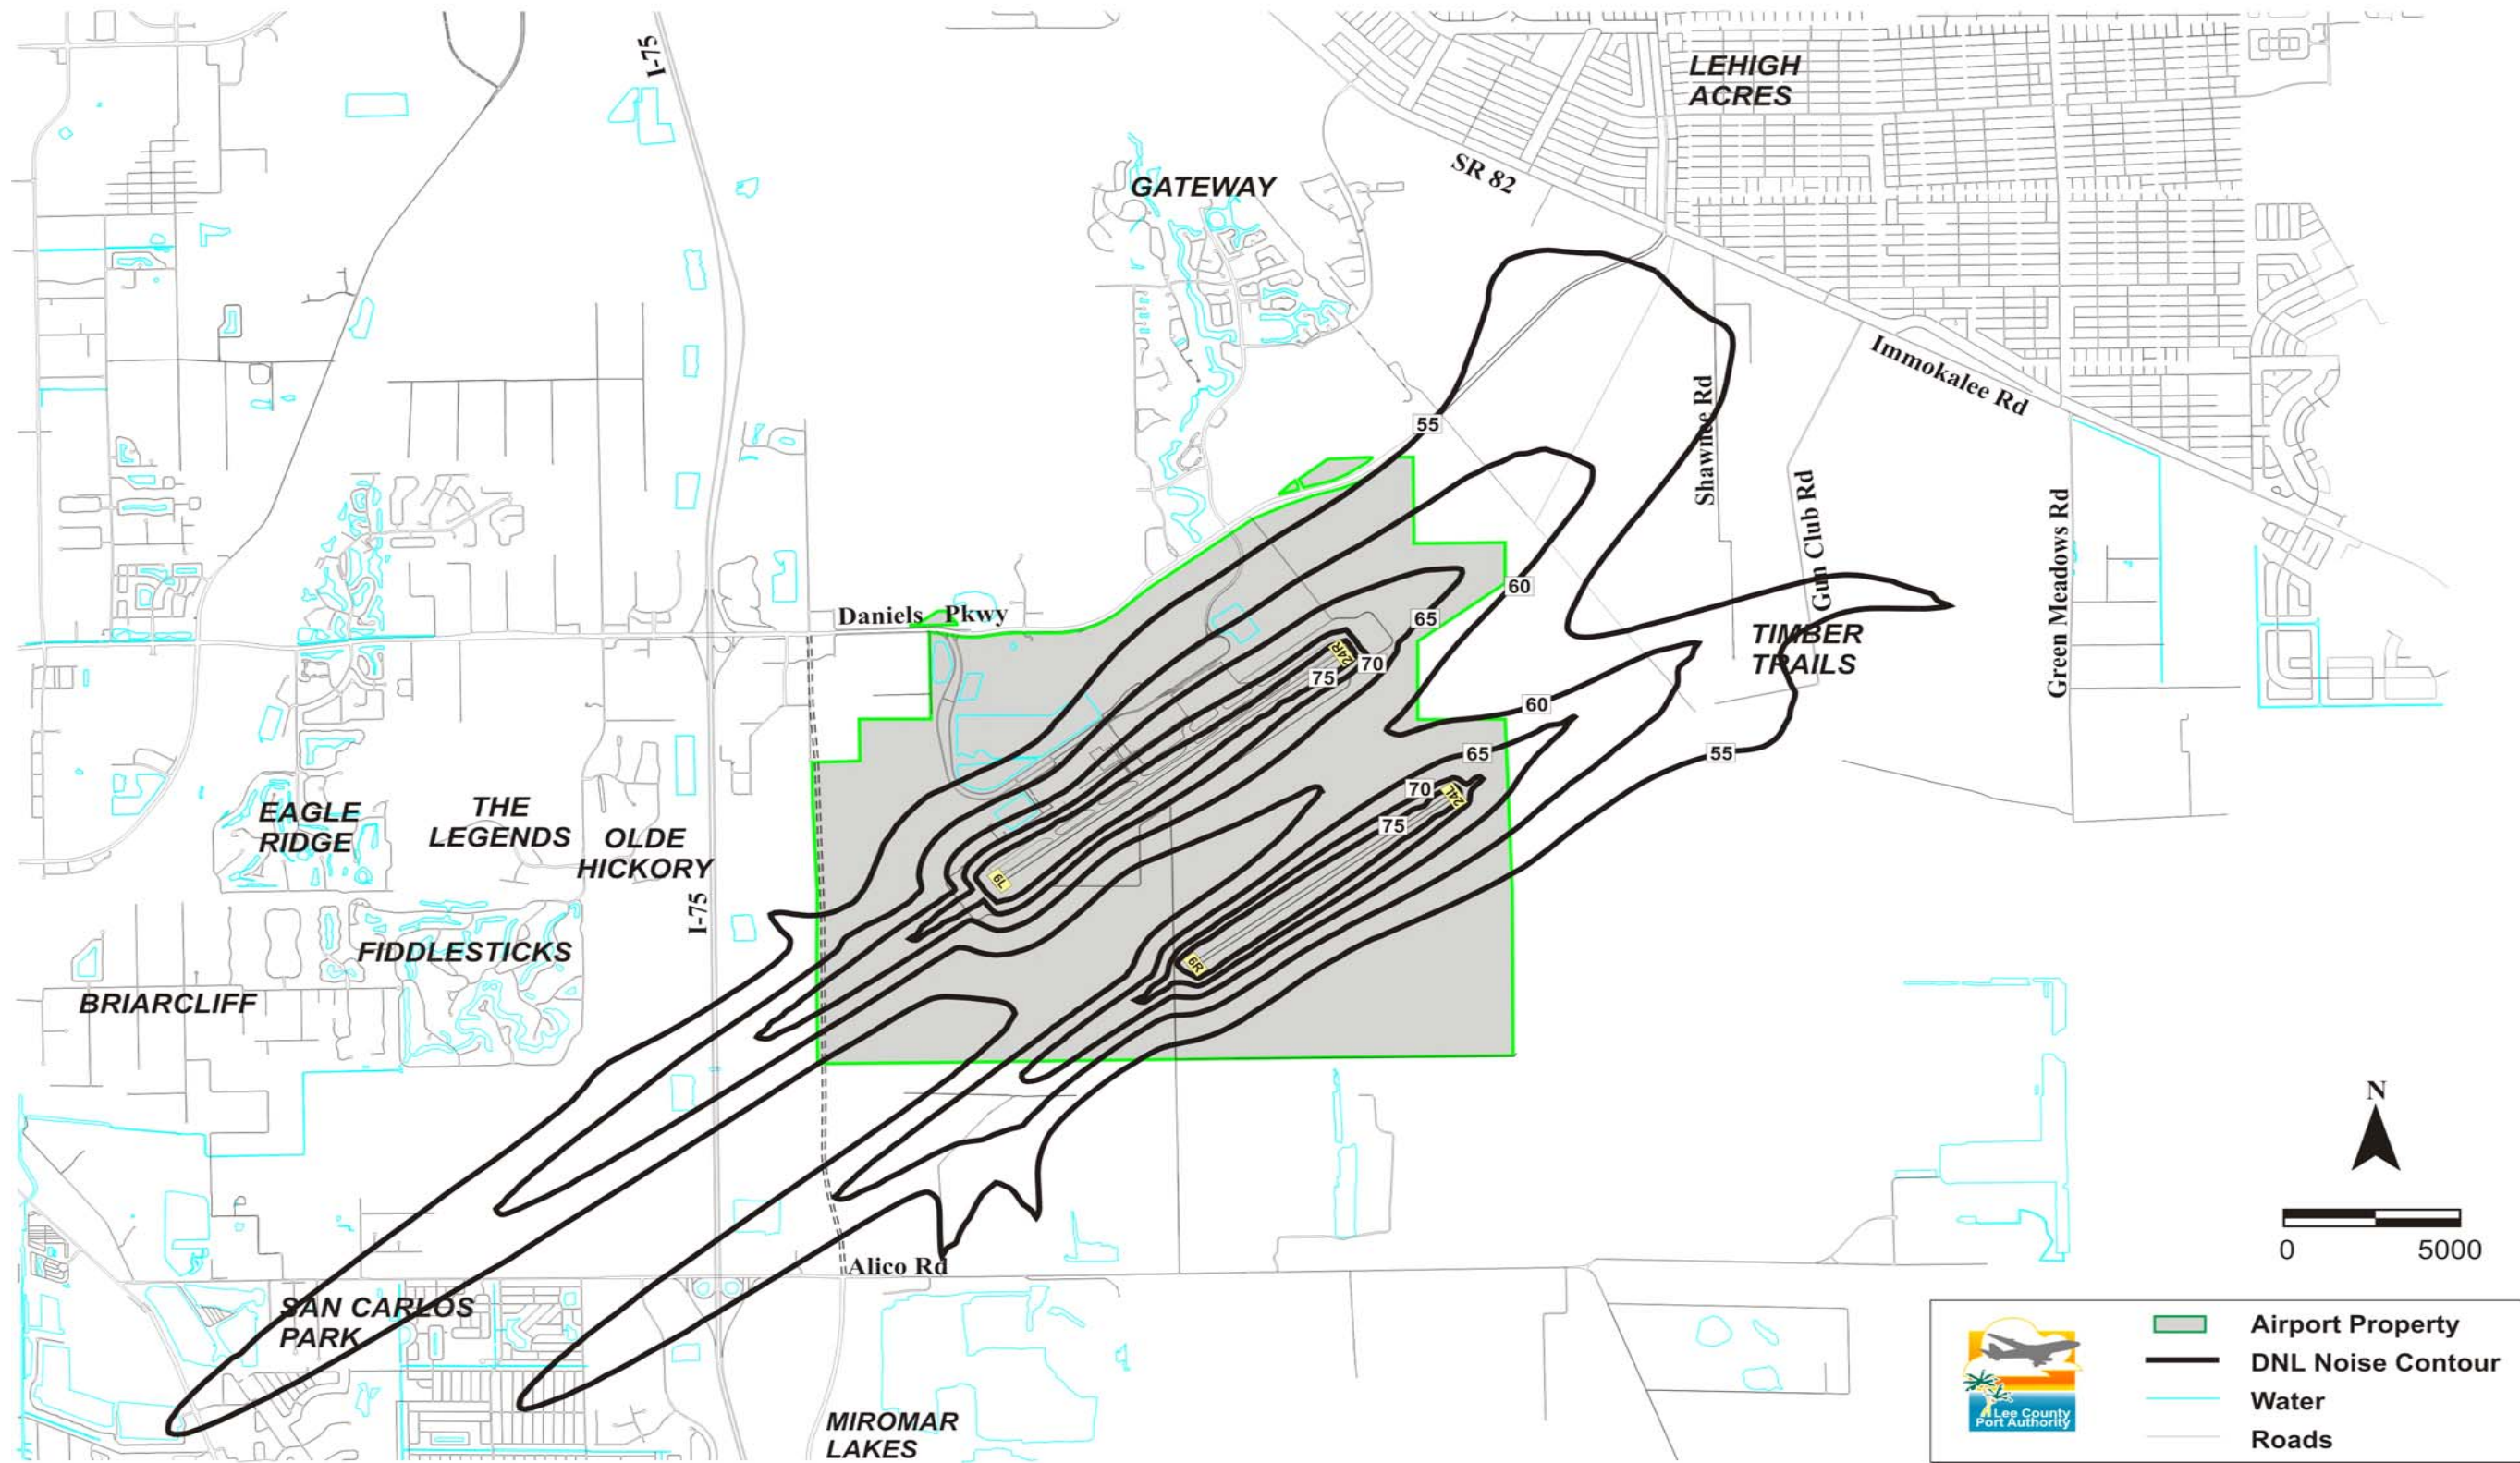 I-75
LEHIGH
ACRES
SR 82
GATEWAY
Immokalee Rd
Shawnee Rd
55
Gun Club Rd
Green Meadows Rd
60
Daniels Pkwy
65
24R
70
75
TIMBER
TRAILS
60
55
65
70
24L
75
EAGLE
RIDGE
THE
LEGENDS
OLDE
HICKORY
6L
I-75
FIDDLESTICKS
6R
BRIARCLIFF
N
0 5000
Alico Rd
SAN CARLOS
PARK
MIROMAR
LAKES
Lee County
Port Authority
Airport Property
DNL Noise Contour
Water
Roads